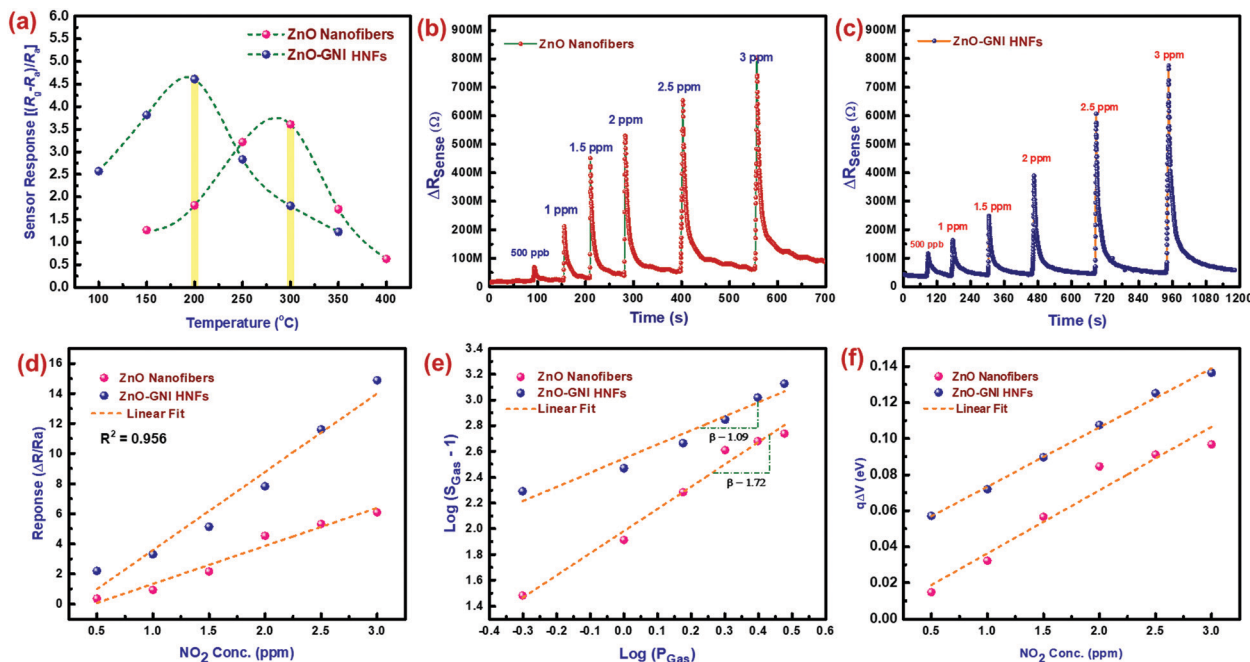 (a)
6.0
5.5
5.0
4.5
4.0
3.5
3.0
2.5
2.0
1.5
1.0
0.5
0.0
Sensor Response [(Rg-Ra)/Ra]
ZnO Nanofibers
ZnO-GNI HNFs
100 150 200 250 300 350 400
Temperature (oC)
(b)
900M
800M
700M
600M
500M
400M
300M
200M
100M
0
ΔRSense (Ω)
ZnO Nanofibers
500 ppb
1 ppm
1.5 ppm
2 ppm
2.5 ppm
3 ppm
0 100 200 300 400 500 600 700
Time (s)
(c)
900M
800M
700M
600M
500M
400M
300M
200M
100M
0
ΔRSense (Ω)
ZnO-GNI HNFs
500 ppb
1 ppm
1.5 ppm
2 ppm
2.5 ppm
3 ppm
0 120 240 360 480 600 720 840 960 1080 1200
Time (s)
(d)
16
14
12
10
8
6
4
2
0
Reponse (ΔR/Ra)
ZnO Nanofibers
ZnO-GNI HNFs
Linear Fit
R2 = 0.956
0.5 1.0 1.5 2.0 2.5 3.0
NO2 Conc. (ppm)
(e)
3.4
3.2
3.0
2.8
2.6
2.4
2.2
2.0
1.8
1.6
1.4
Log (SGas - 1)
ZnO-GNI HNFs
ZnO Nanofibers
Linear Fit
β – 1.09
β – 1.72
-0.4 -0.3 -0.2 -0.1 0.0 0.1 0.2 0.3 0.4 0.5 0.6
Log (PGas)
(f)
0.14
0.12
0.10
0.08
0.06
0.04
0.02
0.00
qΔV (eV)
ZnO Nanofibers
ZnO-GNI HNFs
Linear Fit
0.5 1.0 1.5 2.0 2.5 3.0
NO2 Conc. (ppm)